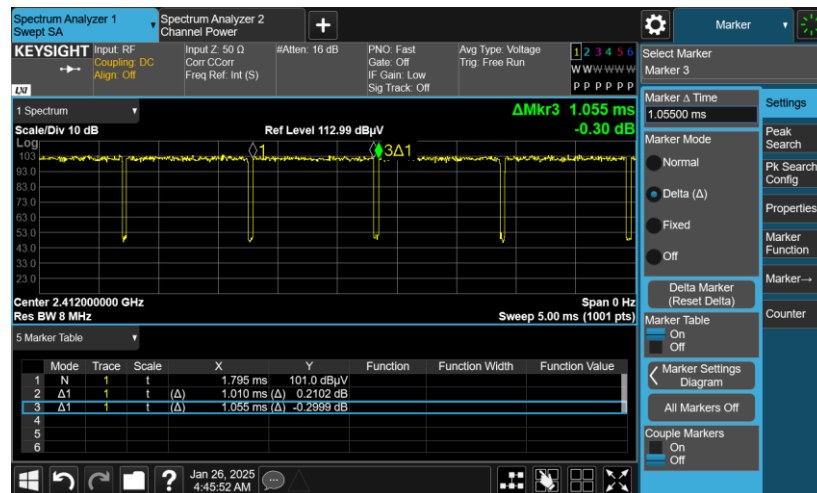 Spectrum Analyzer 1
Swept SA
Spectrum Analyzer 2
Channel Power
Marker
KEYSIGHT
LXI
Input: RF
Coupling: DC
Align: Off
Input Z: 50 Ω
Corr CCorr
Freq Ref: Int (S)
#Atten: 16 dB
PNO: Fast
Gate: Off
IF Gain: Low
Sig Track: Off
Avg Type: Voltage
Trig: Free Run
1 2 3 4 5 6
W W W W W W
P P P P P P
Select Marker
Marker 3
1 Spectrum
Scale/Div 10 dB
Log
Ref Level 112.99 dBµV
ΔMkr3 1.055 ms
-0.30 dB
103
93.0
83.0
73.0
63.0
53.0
43.0
33.0
23.0
1
3Δ1
Center 2.412000000 GHz
Res BW 8 MHz
Span 0 Hz
Sweep 5.00 ms (1001 pts)
Marker Δ Time
1.05500 ms
Marker Mode
Normal
Delta (Δ)
Fixed
Off
Delta Marker
(Reset Delta)
Marker Table
On
Off
Marker Settings
Diagram
All Markers Off
Couple Markers
On
Off
Settings
Peak
Search
Pk Search
Config
Properties
Marker
Function
Marker→
Counter
5 Marker Table
Mode Trace Scale X Y Function Function Width Function Value
1 N 1 t 1.795 ms 101.0 dBµV
2 Δ1 1 t (Δ) 1.010 ms (Δ) 0.2102 dB
3 Δ1 1 t (Δ) 1.055 ms (Δ) -0.2999 dB
4
5
6
Jan 26, 2025
4:45:52 AM